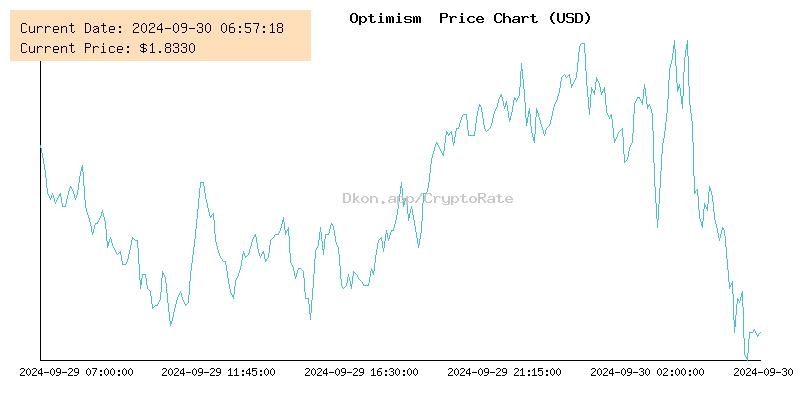 Optimism  Price Chart (USD)
Current Date: 2024-09-30 06:57:18
Current Price: $1.8330
Dkon.app/CryptoRate
2024-09-29 07:00:00 2024-09-29 11:45:00 2024-09-29 16:30:00 2024-09-29 21:15:00 2024-09-30 02:00:00 2024-09-30